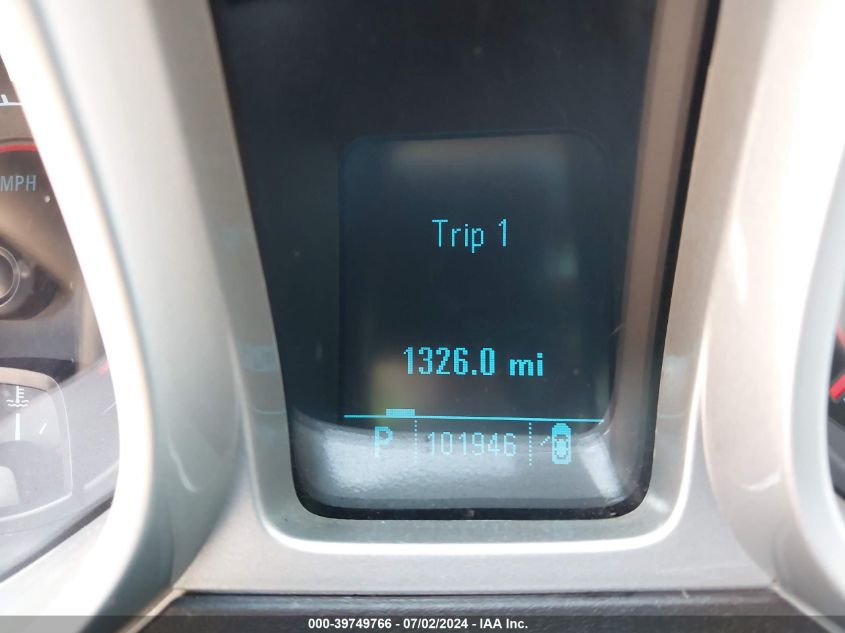 MPH
Trip 1
1326.0 mi
P 101946
000-39749766 - 07/02/2024 - IAA Inc.